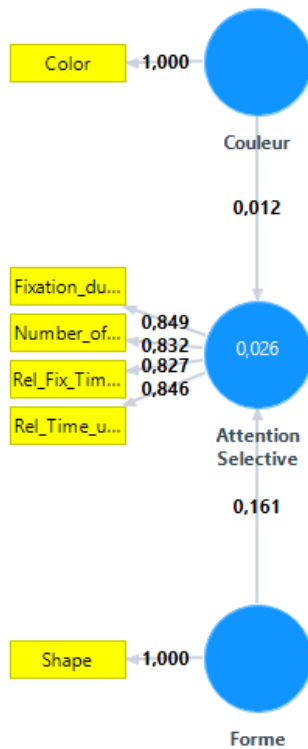 Color
1,000
Couleur
0,012
Fixation_du...
0,849
Number_of...
0,832
0,026
Rel_Fix_Tim...
0,827
Rel_Time_u...
0,846
Attention
Selective
0,161
Shape
1,000
Forme